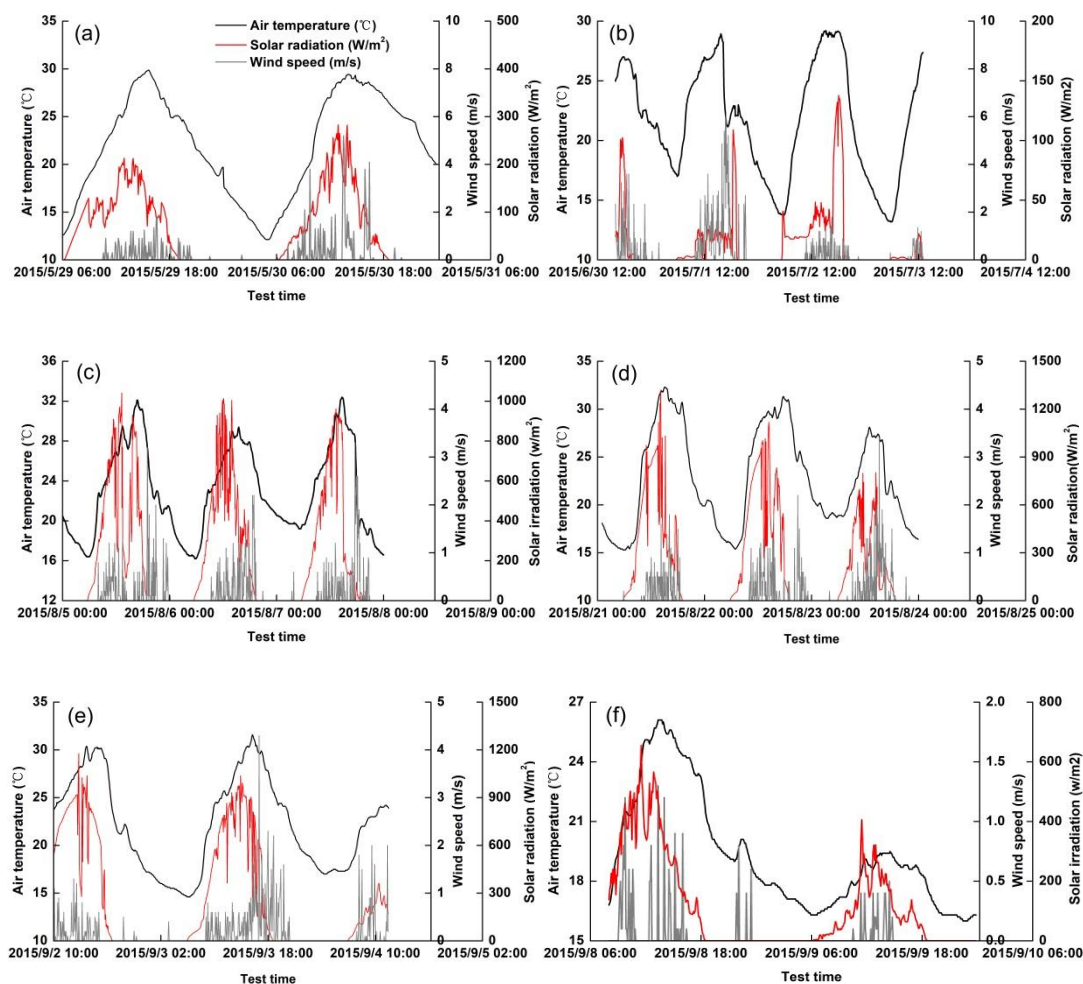 (a)
Air temperature (℃)
Solar radiation (W/m²)
Wind speed (m/s)
35
30
25
20
15
10
Air temperature (℃)
10
8
6
4
2
0
Wind speed (m/s)
500
400
300
200
100
0
Solar radiation (W/m²)
2015/5/29 06:00 2015/5/29 18:00 2015/5/30 06:00 2015/5/30 18:00 2015/5/31 06:00
Test time
(b)
30
25
20
15
10
Air temperature (℃)
10
8
6
4
2
0
Wind speed (m/s)
200
150
100
50
0
Solar radiation (W/m2)
2015/6/30 12:00 2015/7/1 12:00 2015/7/2 12:00 2015/7/3 12:00 2015/7/4 12:00
Test time
(c)
36
32
28
24
20
16
12
Air temperature (℃)
5
4
3
2
1
0
Wind speed (m/s)
1200
1000
800
600
400
200
0
Solar irradiation (w/m²)
2015/8/5 00:00 2015/8/6 00:00 2015/8/7 00:00 2015/8/8 00:00 2015/8/9 00:00
Test time
(d)
35
30
25
20
15
10
Air temperature (℃)
5
4
3
2
1
0
Wind speed (m/s)
1500
1200
900
600
300
0
Solar radiation(W/m²)
2015/8/21 00:00 2015/8/22 00:00 2015/8/23 00:00 2015/8/24 00:00 2015/8/25 00:00
Test time
(e)
35
30
25
20
15
10
Air temperature (℃)
5
4
3
2
1
0
Wind speed (m/s)
1500
1200
900
600
300
0
Solar radiation (W/m²)
2015/9/2 10:00 2015/9/3 02:00 2015/9/3 18:00 2015/9/4 10:00 2015/9/5 02:00
Test time
(f)
27
24
21
18
15
Air temperature (℃)
2.0
1.5
1.0
0.5
0.0
Wind speed (m/s)
800
600
400
200
0
Solar irradiation (w/m2)
2015/9/8 06:00 2015/9/8 18:00 2015/9/9 06:00 2015/9/9 18:00 2015/9/10 06:00
Test time